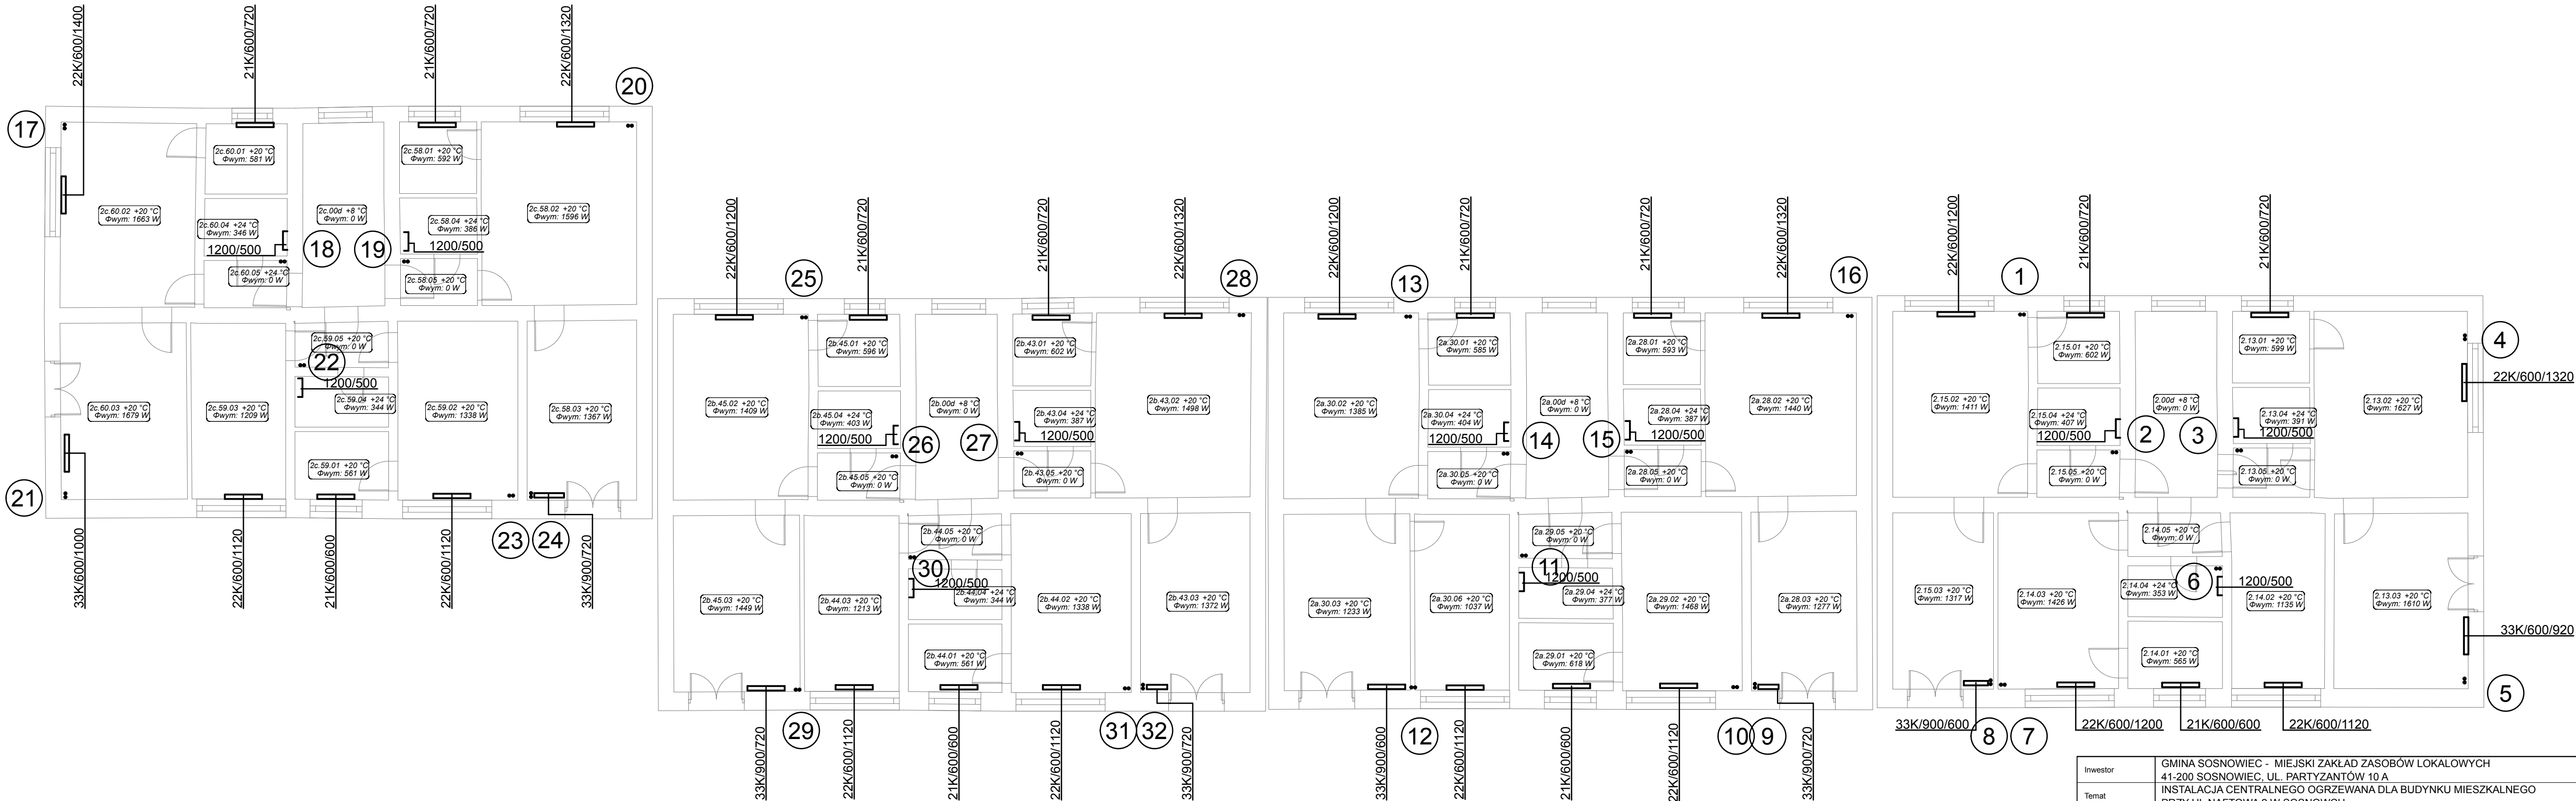 22K/600/1400
21K/600/720
21K/600/720
22K/600/1320
20
17
2c.60.01 +20 °C
Φwym: 581 W
2c.58.01 +20 °C
Φwym: 592 W
2c.60.02 +20 °C
Φwym: 1663 W
2c.60.04 +24 °C
Φwym: 346 W
1200/500
2c.00d +8 °C
Φwym: 0 W
18
19
2c.58.04 +24 °C
Φwym: 386 W
1200/500
2c.58.02 +20 °C
Φwym: 1596 W
2c.60.05 +24 °C
Φwym: 0 W
2c.58.05 +20 °C
Φwym: 0 W
2c.59.05 +20 °C
Φwym: 0 W
22
1200/500
2c.60.03 +20 °C
Φwym: 1679 W
2c.59.03 +20 °C
Φwym: 1209 W
2c.59.04 +24 °C
Φwym: 344 W
2c.59.02 +20 °C
Φwym: 1338 W
2c.58.03 +20 °C
Φwym: 1367 W
2c.59.01 +20 °C
Φwym: 561 W
21
23
24
33K/600/1000
22K/600/1120
21K/600/600
22K/600/1120
33K/900/720
22K/600/1200
21K/600/720
21K/600/720
22K/600/1320
25
28
2b.45.01 +20 °C
Φwym: 596 W
2b.43.01 +20 °C
Φwym: 602 W
2b.45.02 +20 °C
Φwym: 1409 W
2b.45.04 +24 °C
Φwym: 403 W
1200/500
2b.00d +8 °C
Φwym: 0 W
26
27
2b.43.04 +24 °C
Φwym: 387 W
1200/500
2b.43.02 +20 °C
Φwym: 1498 W
2b.45.05 +20 °C
Φwym: 0 W
2b.43.05 +20 °C
Φwym: 0 W
2b.44.05 +20 °C
Φwym: 0 W
30
1200/500
2b.45.03 +20 °C
Φwym: 1449 W
2b.44.03 +20 °C
Φwym: 1213 W
2b.44.04 +24 °C
Φwym: 344 W
2b.44.02 +20 °C
Φwym: 1338 W
2b.43.03 +20 °C
Φwym: 1372 W
2b.44.01 +20 °C
Φwym: 561 W
29
31
32
33K/900/720
22K/600/1120
21K/600/600
22K/600/1120
33K/900/720
22K/600/1200
21K/600/720
21K/600/720
22K/600/1320
13
16
2a.30.01 +20 °C
Φwym: 585 W
2a.28.01 +20 °C
Φwym: 593 W
2a.30.02 +20 °C
Φwym: 1385 W
2a.30.04 +24 °C
Φwym: 404 W
1200/500
2a.00d +8 °C
Φwym: 0 W
14
15
2a.28.04 +24 °C
Φwym: 387 W
1200/500
2a.28.02 +20 °C
Φwym: 1440 W
2a.30.05 +20 °C
Φwym: 0 W
2a.28.05 +20 °C
Φwym: 0 W
2a.29.05 +20 °C
Φwym: 0 W
11
1200/500
2a.30.03 +20 °C
Φwym: 1233 W
2a.30.06 +20 °C
Φwym: 1037 W
2a.29.04 +24 °C
Φwym: 377 W
2a.29.02 +20 °C
Φwym: 1468 W
2a.28.03 +20 °C
Φwym: 1277 W
2a.29.01 +20 °C
Φwym: 618 W
12
10
9
33K/900/600
22K/600/1120
21K/600/600
22K/600/1120
33K/900/720
22K/600/1200
21K/600/720
21K/600/720
1
4
22K/600/1320
2.15.01 +20 °C
Φwym: 602 W
2.13.01 +20 °C
Φwym: 599 W
2.15.02 +20 °C
Φwym: 1411 W
2.15.04 +24 °C
Φwym: 407 W
1200/500
2.00d +8 °C
Φwym: 0 W
2
3
2.13.04 +24 °C
Φwym: 391 W
1200/500
2.13.02 +20 °C
Φwym: 1627 W
2.15.05 +20 °C
Φwym: 0 W
2.13.05 +20 °C
Φwym: 0 W
2.14.05 +20 °C
Φwym: 0 W
6
1200/500
2.15.03 +20 °C
Φwym: 1317 W
2.14.03 +20 °C
Φwym: 1426 W
2.14.04 +24 °C
Φwym: 353 W
2.14.02 +20 °C
Φwym: 1135 W
2.13.03 +20 °C
Φwym: 1610 W
33K/600/920
2.14.01 +20 °C
Φwym: 565 W
5
33K/900/600
8
7
22K/600/1200
21K/600/600
22K/600/1120
Inwestor
GMINA SOSNOWIEC - MIEJSKI ZAKŁAD ZASOBÓW LOKALOWYCH
41-200 SOSNOWIEC, UL. PARTYZANTÓW 10 A
Temat
INSTALACJA CENTRALNEGO OGRZEWANA DLA BUDYNKU MIESZKALNEGO